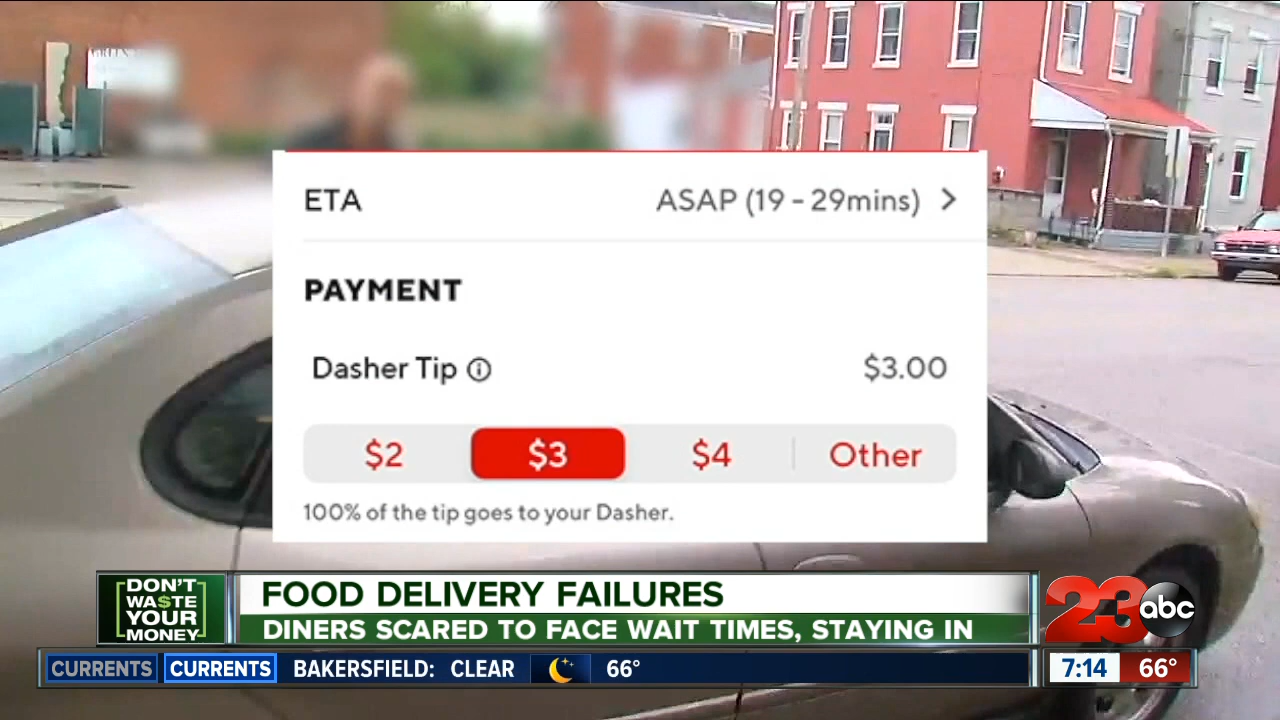 ETA ASAP (19 - 29mins) >
PAYMENT
Dasher Tip ⓘ $3.00
$2 $3 $4 Other
100% of the tip goes to your Dasher.
DON'T
WA$TE
YOUR
MONEY
FOOD DELIVERY FAILURES
DINERS SCARED TO FACE WAIT TIMES, STAYING IN
23 abc
CURRENTS CURRENTS BAKERSFIELD: CLEAR 66° 7:14 66°